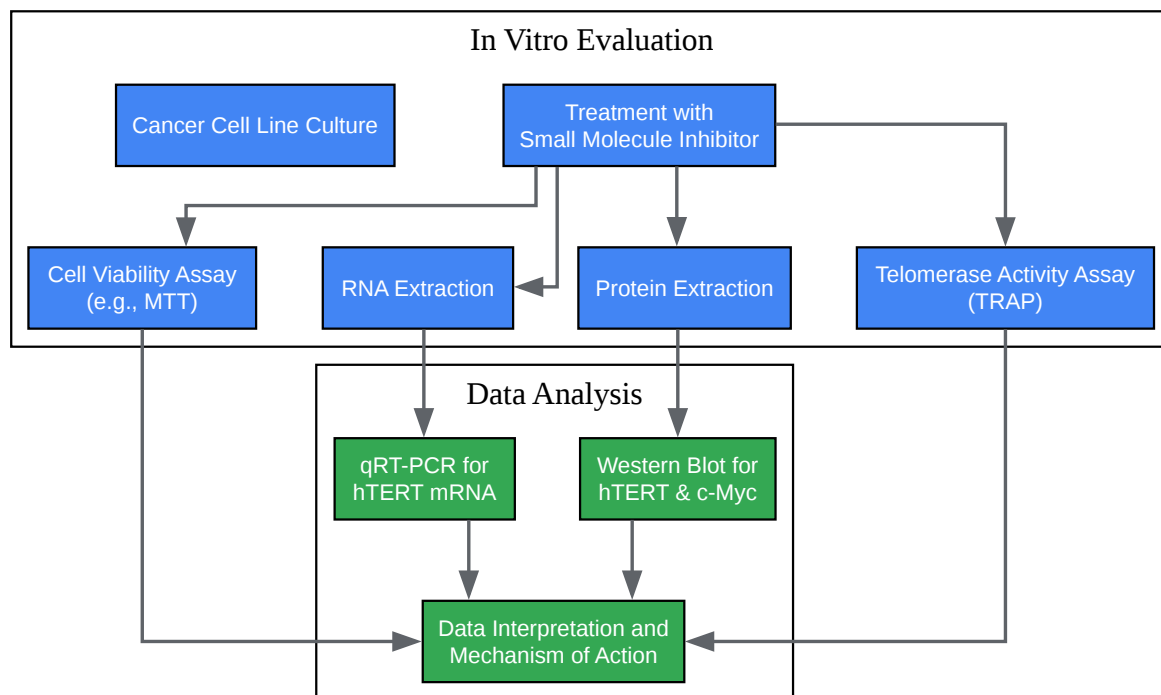 In Vitro Evaluation
Cancer Cell Line Culture
Treatment with
Small Molecule Inhibitor
Cell Viability Assay
(e.g., MTT)
RNA Extraction
Protein Extraction
Telomerase Activity Assay
(TRAP)
Data Analysis
qRT-PCR for
hTERT mRNA
Western Blot for
hTERT & c-Myc
Data Interpretation and
Mechanism of Action